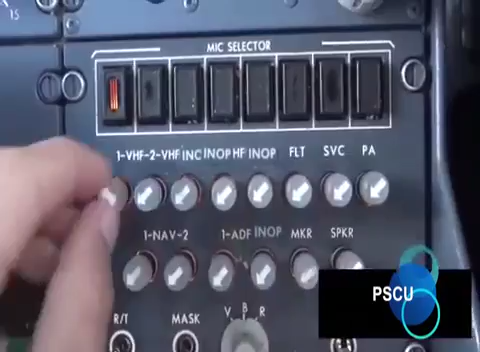 15
MIC SELECTOR
1-VHF-2-VHF INC INOP HF INOP FLT SVC PA
1-NAV-2 1-ADF INOP MKR SPKR
R/T MASK V B R
PSCU